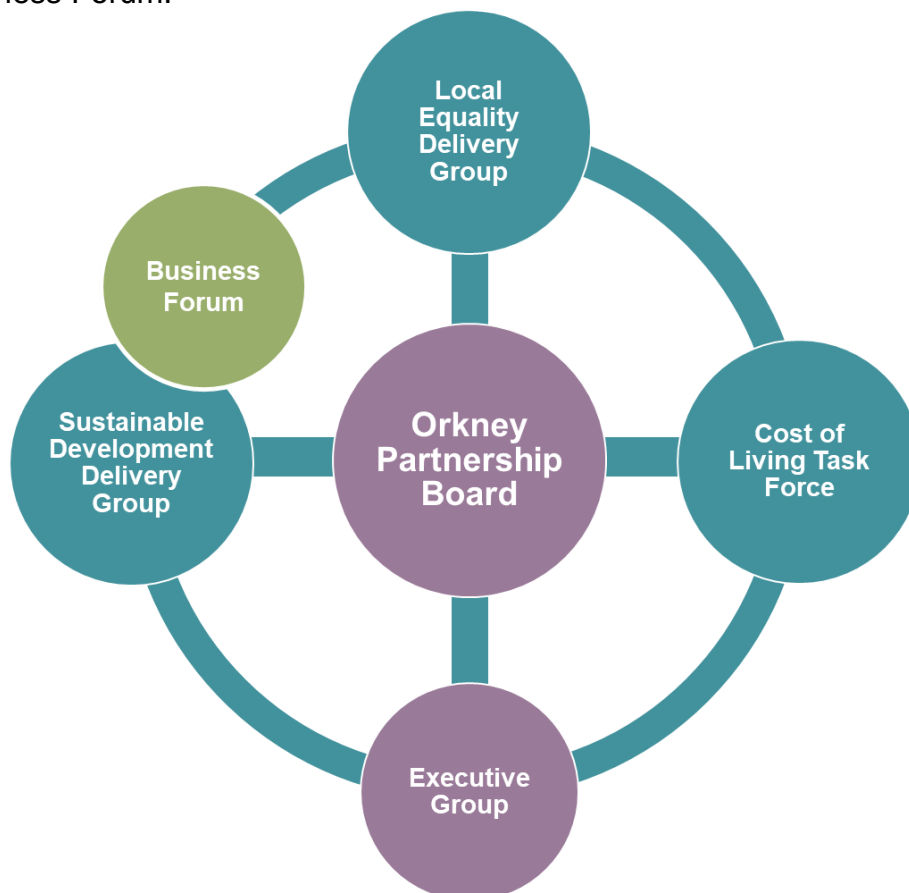 Local
Equality
Delivery
Group
Business
Forum
Sustainable
Development
Delivery
Group
Orkney
Partnership
Board
Cost of
Living Task
Force
Executive
Group